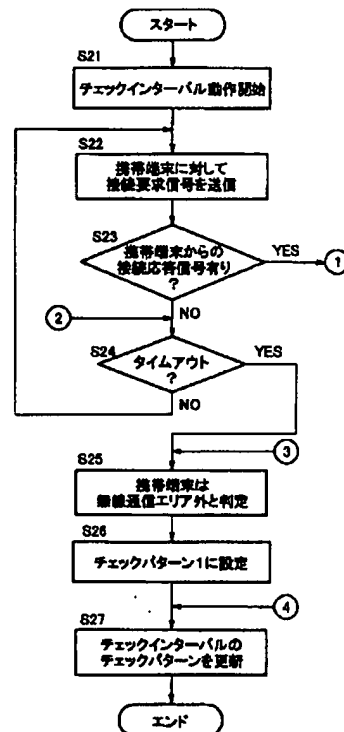 スタート
S21
チェックインターバル動作開始
S22
携帯端末に対して
接続要求信号を送信
S23
携帯端末からの
接続応答信号有り
?
YES
1
NO
2
S24
タイムアウト
?
YES
NO
3
S25
携帯端末は
無線通信エリア外と判定
S26
チェックパターン1に設定
4
S27
チェックインターバルの
チェックパターンを更新
エンド